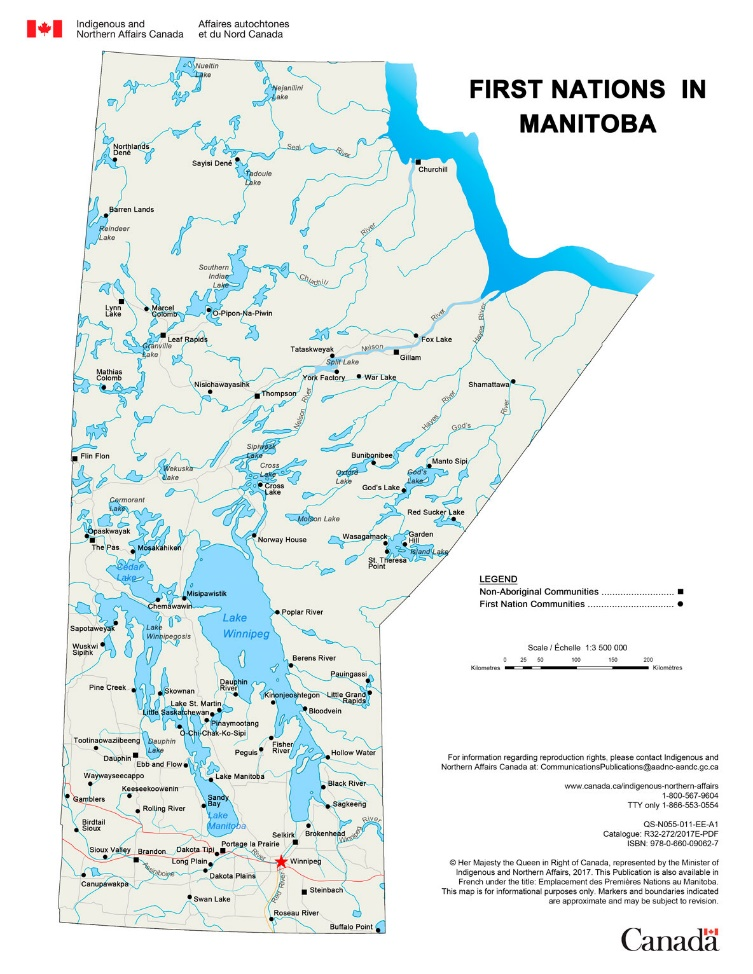 Indigenous and
Northern Affairs Canada
Affaires autochtones
et du Nord Canada
FIRST NATIONS IN
MANITOBA
Nueltin
Lake
Nejanilini
Lake
Northlands
Dené
Sayisi Dené
Seal River
Tadoule
Lake
Churchill
Barren Lands
Reindeer
Lake
River
Southern
Indian
Lake
Churchill
Lynn
Lake
Marcel
Colomb
O-Pipon-Na-Piwin
River
Hayes River
Leaf Rapids
Granville
Lake
Fox Lake
Tataskweyak
Nelson
Gillam
Split Lake
Mathias
Colomb
York Factory
War Lake
Nisichawayasihk
Thompson
Shamattawa
Nelson River
Hayes River
River
God's
Flin Flon
Sipiwesk
Lake
Wekusko
Lake
Cross
Lake
Bunibonibee
Manto Sipi
Oxford
Lake
God's
Lake
Cross
Lake
God's Lake
Cormorant
Lake
Molson Lake
Red Sucker Lake
Opaskwayak
The Pas
Mosakahiken
Norway House
Wasagamack
Garden
Hill
Island Lake
St. Theresa
Point
Cedar
Lake
Misipawistik
Chemawawin
Lake
Winnipeg
Poplar River
Sapotaweyak
Lake
Winnipegosis
Wuskwi
Sipihk
Berens River
Pauingassi
Pine Creek
Skownan
Dauphin
River
Kinonjeoshtegon
Little Grand
Rapids
Lake St. Martin
Little Saskatchewan
Bloodvein
Pinaymootang
O-Chi-Chak-Ko-Sipi
Tootinaowaziibeeng
Dauphin
Lake
Fisher
River
Peguis
Hollow Water
Dauphin
Ebb and Flow
Waywayseecappo
Lake Manitoba
Keeseekoowenin
Black River
Gamblers
Sandy
Bay
Rolling River
Sagkeeng
Birdtail
Sioux
Lake
Manitoba
Winnipeg River
Selkirk
Brokenhead
Portage la Prairie
Sioux Valley
Brandon
Dakota Tipi
River
Long Plain
Winnipeg
Assiniboine
Dakota Plains
Canupawakpa
Red River
Steinbach
Swan Lake
Roseau River
Buffalo Point
LEGEND
Non-Aboriginal Communities
First Nation Communities
Scale / Échelle 1:3 500 000
Kilometres 0 25 50 100 150 200 Kilomètres
For information regarding reproduction rights, please contact Indigenous and
Northern Affairs Canada at: CommunicationsPublications@aadnc-aandc.gc.ca
www.canada.ca/indigenous-northern-affairs
1-800-567-9604
TTY only 1-866-553-0554
QS-N055-011-EE-A1
Catalogue: R32-272/2017E-PDF
ISBN: 978-0-660-09062-7
© Her Majesty the Queen in Right of Canada, represented by the Minister of
Indigenous and Northern Affairs, 2017. This Publication is also available in
French under the title: Emplacement des Premières Nations au Manitoba.
This map is for informational purposes only. Markers and boundaries indicated
are approximate and may be subject to revision.
Canada